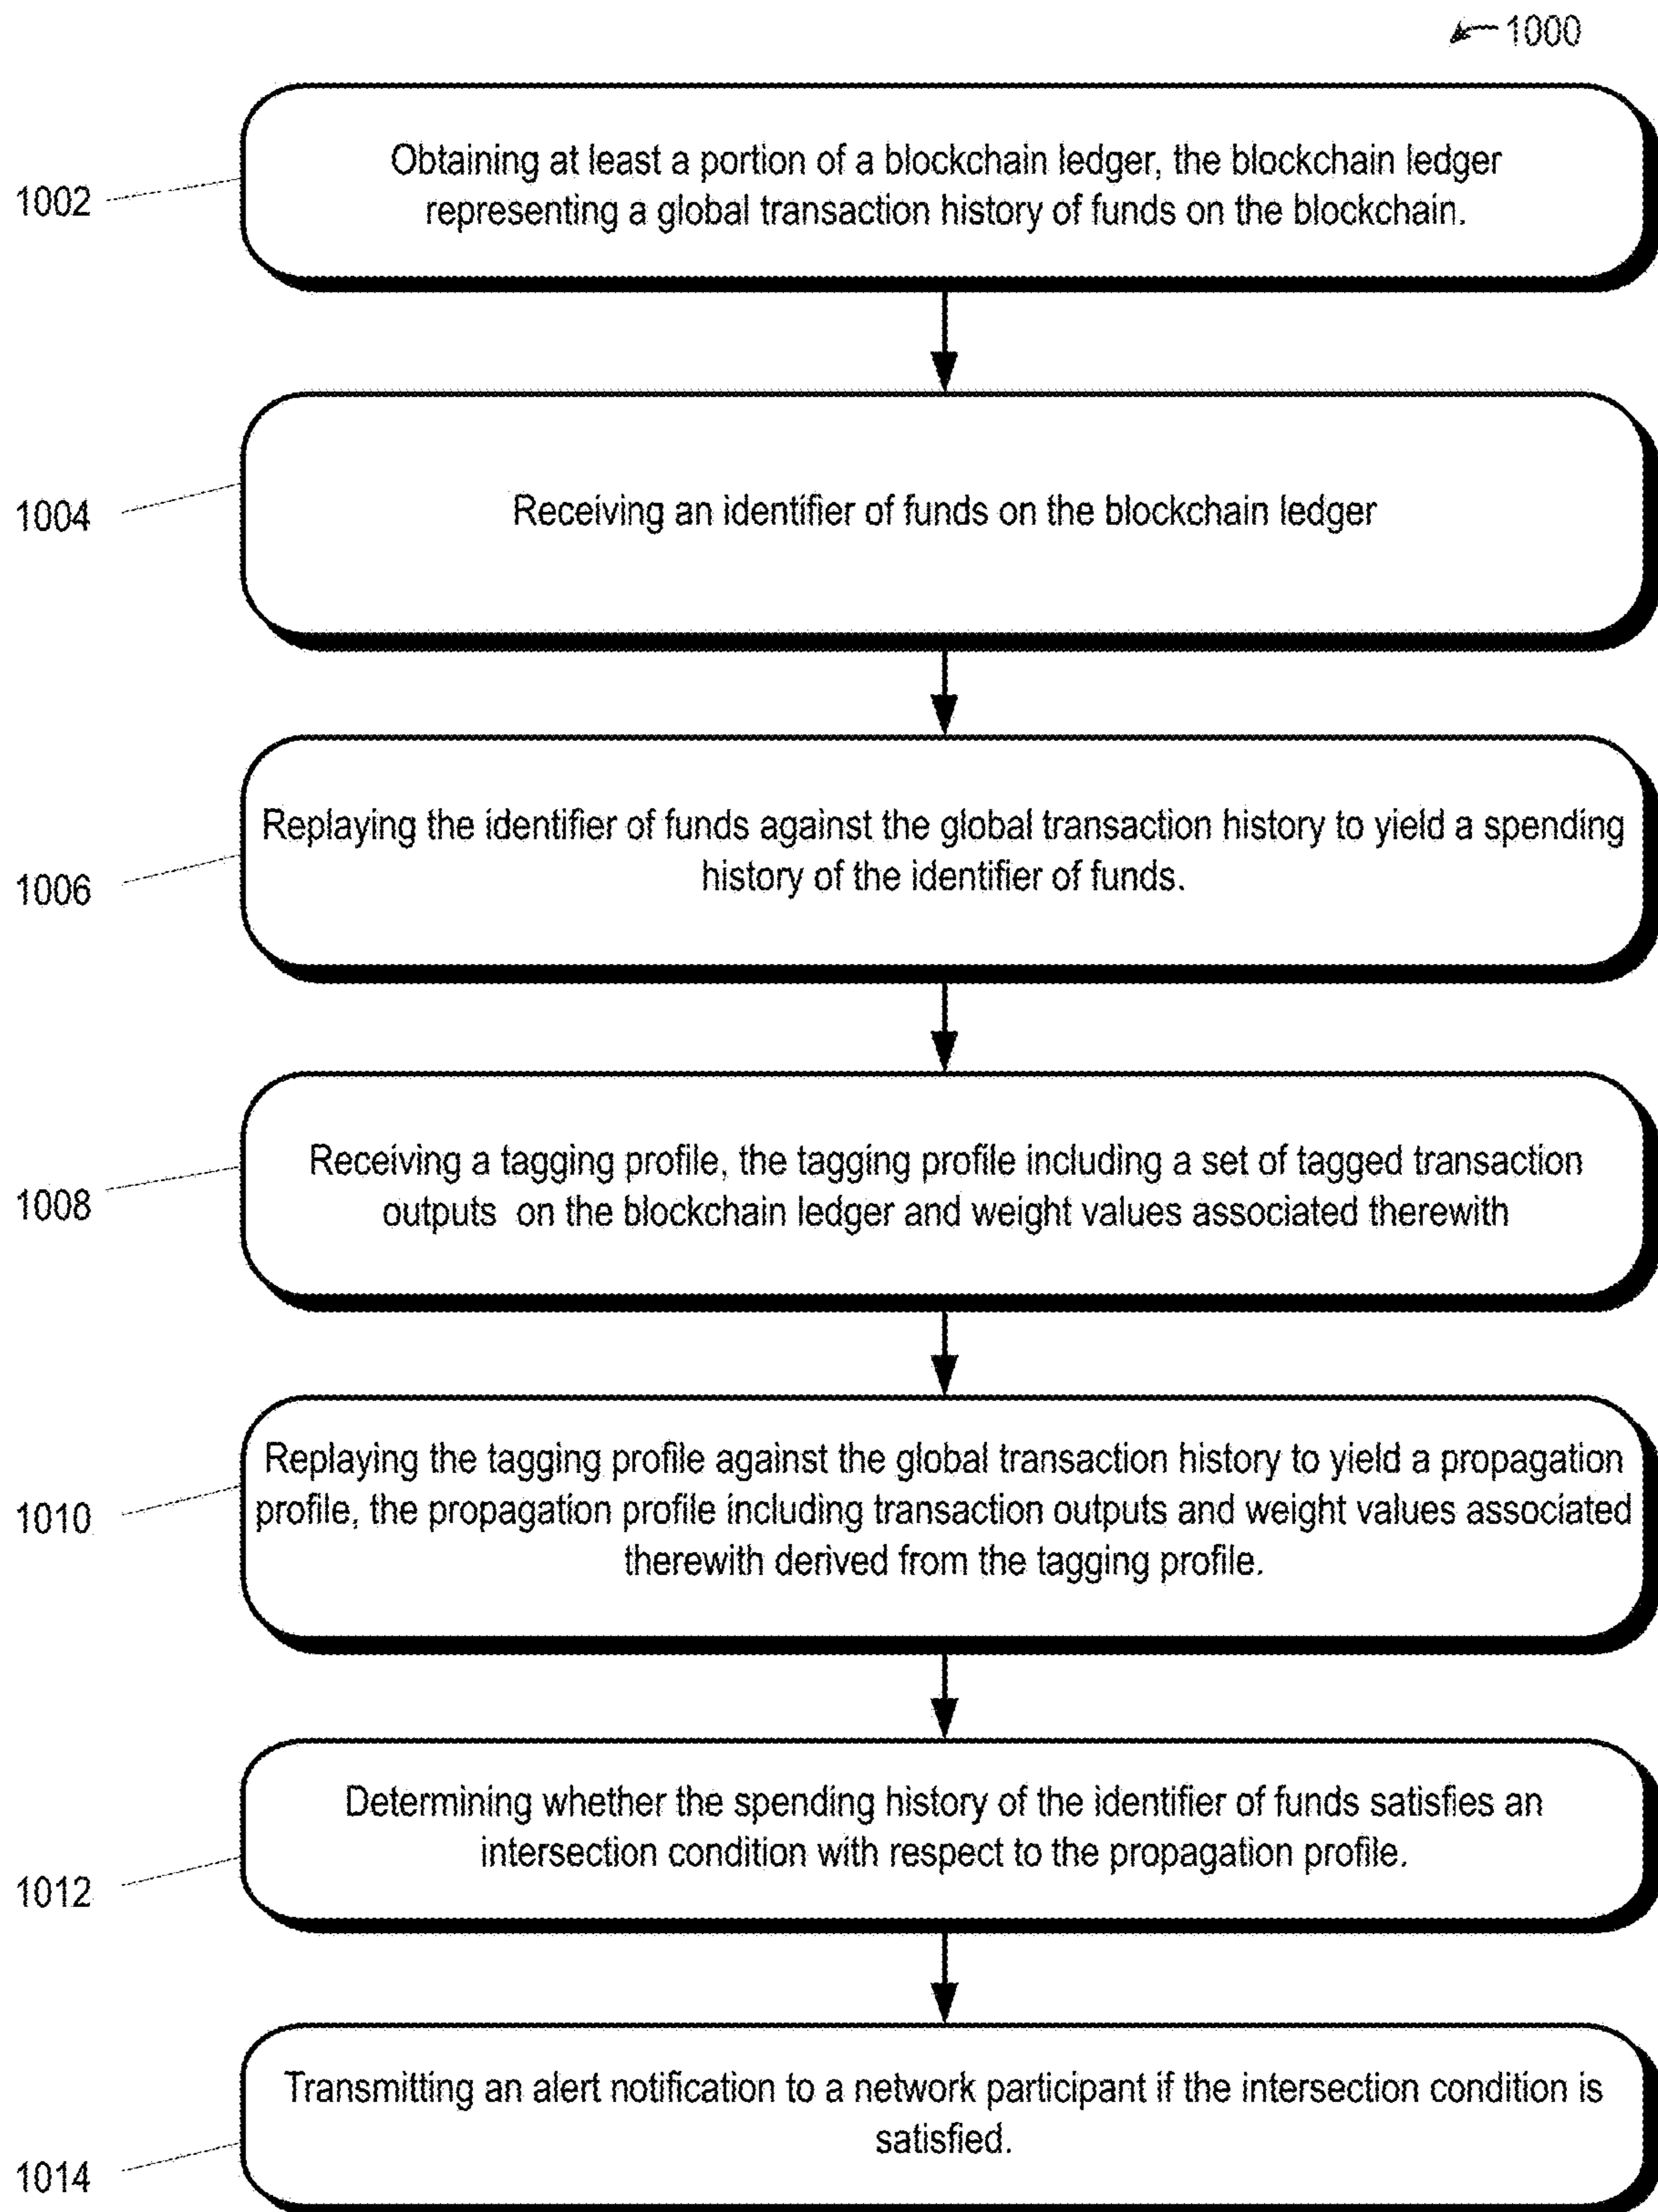 1000
1002
Obtaining at least a portion of a blockchain ledger, the blockchain ledger
representing a global transaction history of funds on the blockchain.
1004
Receiving an identifier of funds on the blockchain ledger
1006
Replaying the identifier of funds against the global transaction history to yield a spending
history of the identifier of funds.
1008
Receiving a tagging profile, the tagging profile including a set of tagged transaction
outputs on the blockchain ledger and weight values associated therewith
1010
Replaying the tagging profile against the global transaction history to yield a propagation
profile, the propagation profile including transaction outputs and weight values associated
therewith derived from the tagging profile.
1012
Determining whether the spending history of the identifier of funds satisfies an
intersection condition with respect to the propagation profile.
1014
Transmitting an alert notification to a network participant if the intersection condition is
satisfied.